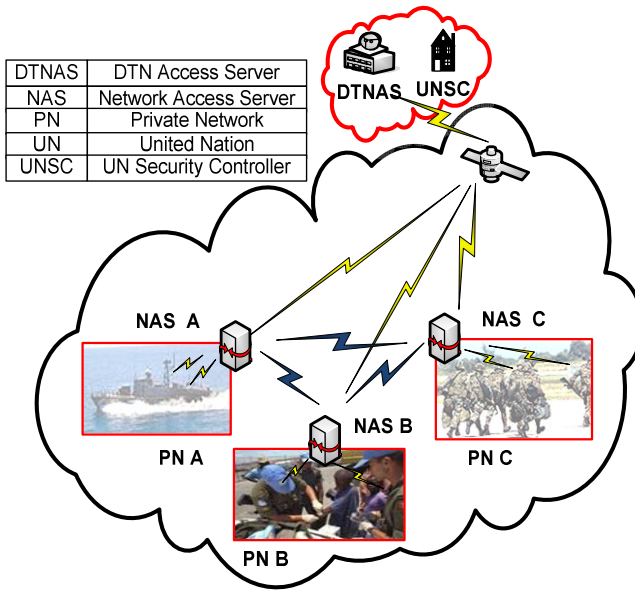 DTNAS DTN Access Server
NAS Network Access Server
PN Private Network
UN United Nation
UNSC UN Security Controller
DTNAS UNSC
NAS A
NAS C
NAS B
PN A
PN C
PN B